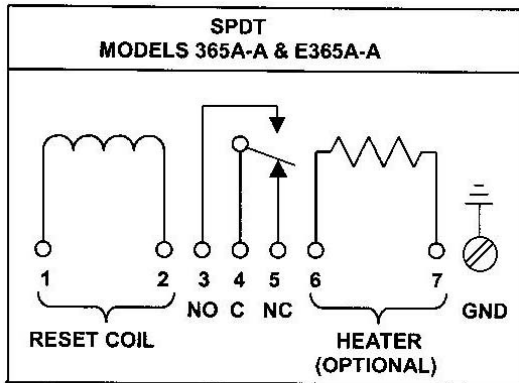 SPDT
MODELS 365A-A & E365A-A
1 2 3 4 5 6 7
NO C NC GND
RESET COIL HEATER
(OPTIONAL)